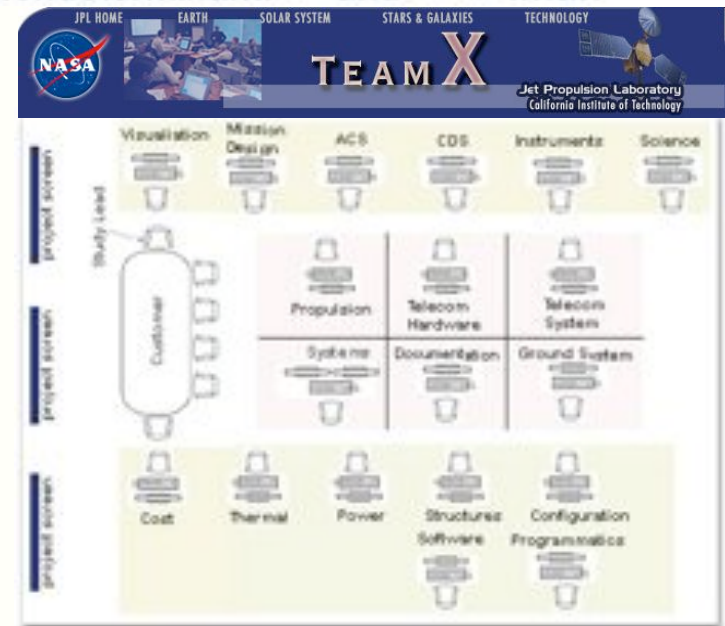 JPL HOME EARTH SOLAR SYSTEM STARS & GALAXIES TECHNOLOGY
NASA
TEAM X
Jet Propulsion Laboratory
California Institute of Technology
Visualisation
Mission
Design
ACS
CDS
Instruments
Science
project screen
Study Lead
Customer
Propulsion
Telecom
Hardware
Telecom
System
project screen
Systems
Documentation
Ground System
project screen
Cost
Thermal
Power
Structures
Configuration
Software
Programmatics